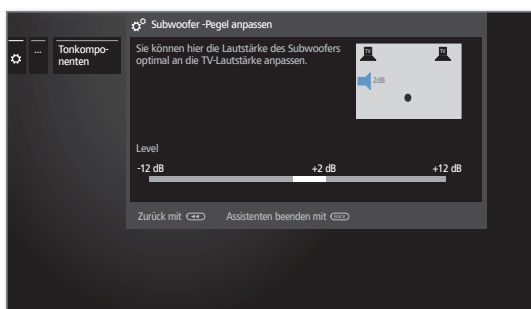 Subwoofer -Pegel anpassen
...
Tonkompo-
nenten
Sie können hier die Lautstärke des Subwoofers
optimal an die TV-Lautstärke anpassen.
TV
TV
2dB
Level
-12 dB
+2 dB
+12 dB
Zurück mit
Assistenten beenden mit BACK